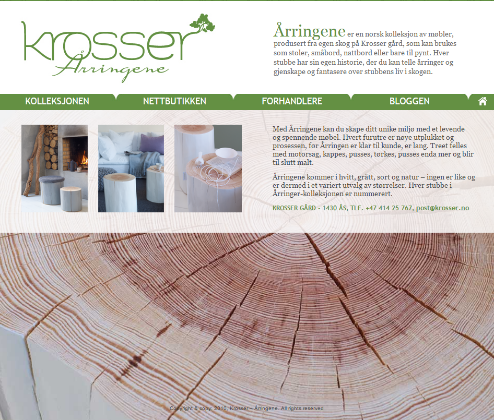 krosser
Årringene
Årringene er en norsk kolleksjon av møbler,
produsert fra egen skog på Krosser gård, som kan brukes
som stoler, småbord, nattbord eller bare til pynt. Hver
stubbe har sin egen historie, der du kan telle årringer og
gjenskape og fantasere over stubbens liv i skogen.
KOLLEKSJONEN NETTBUTIKKEN FORHANDLERE BLOGGEN
Med Årringene kan du skape ditt unike miljø med et levende
og spennende møbel. Hvert furutre er nøye utplukket og
prosessen, før Årringen er klar til kunde, er lang. Treet felles
med motorsag, kappes, pusses, tørkes, pusses enda mer og blir
til slutt malt.
Årringene kommer i hvitt, grått, sort og natur – ingen er like og
er dermed i et variert utvalg av størrelser. Hver stubbe i
Årringer-kolleksjonen er nummerert.
KROSSER GÅRD - 1430 ÅS, TLF. +47 414 25 767, post@krosser.no
Copyright & copy; 2010. Krosser - Årringene. All rights reserved.